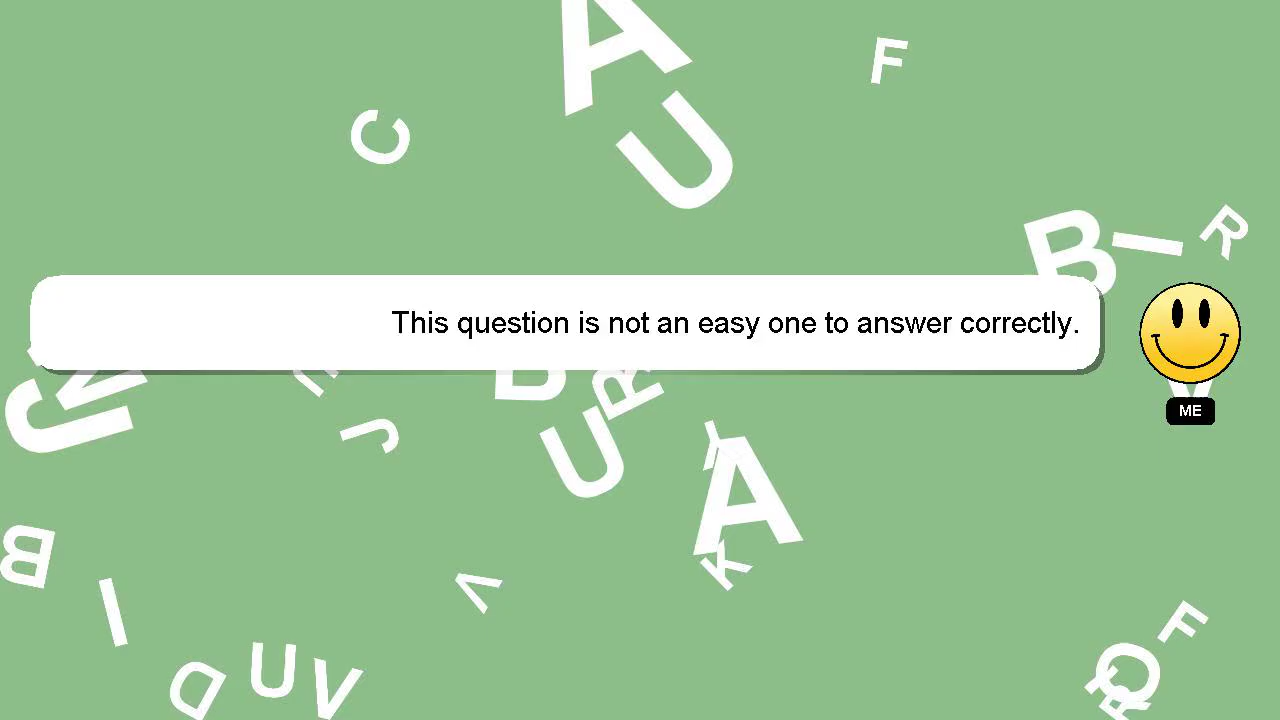 A
F
C
U
B
I
R
This question is not an easy one to answer correctly.
ME
J
B
R
J
U
A
K
B
I
V
F
D
U
V
Q
R